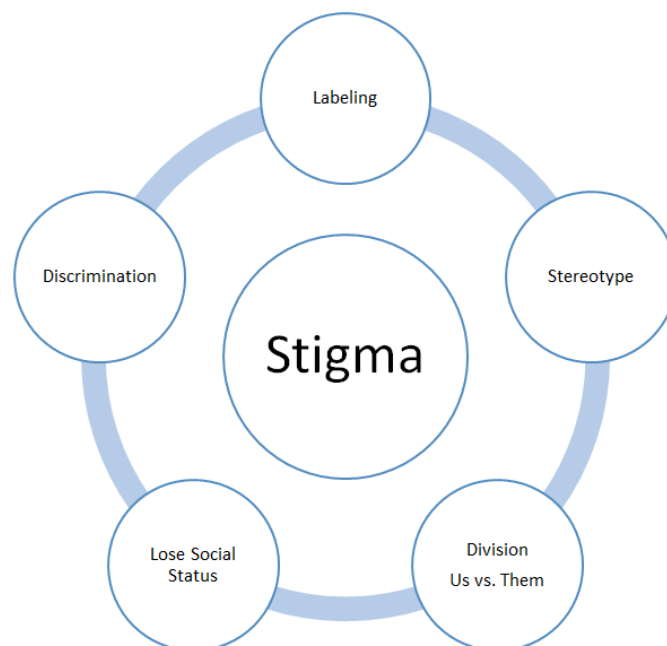 Labeling
Discrimination
Stereotype
Stigma
Lose Social
Status
Division
Us vs. Them